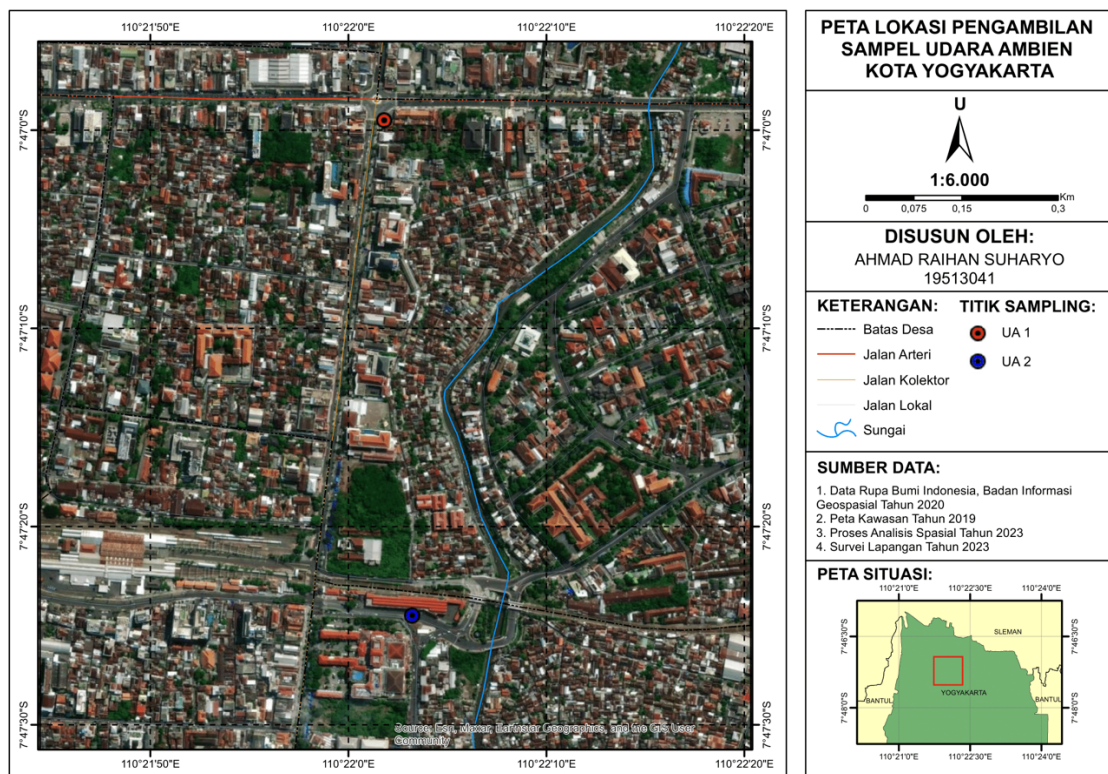 110°21'50"E
110°22'0"E
110°22'10"E
110°22'20"E
7°47'0"S
7°47'0"S
7°47'10"S
7°47'10"S
7°47'20"S
7°47'20"S
7°47'30"S
7°47'30"S
Source: Esri, Maxar, Earthstar Geographics, and the GIS User
Community
110°21'50"E
110°22'0"E
110°22'10"E
110°22'20"E
PETA LOKASI PENGAMBILAN
SAMPEL UDARA AMBIEN
KOTA YOGYAKARTA
U
1:6.000
Km
0
0,075
0,15
0,3
DISUSUN OLEH:
AHMAD RAIHAN SUHARYO
19513041
KETERANGAN:
Batas Desa
Jalan Arteri
Jalan Kolektor
Jalan Lokal
Sungai
TITIK SAMPLING:
UA 1
UA 2
SUMBER DATA:
1. Data Rupa Bumi Indonesia, Badan Informasi
Geospasial Tahun 2020
2. Peta Kawasan Tahun 2019
3. Proses Analisis Spasial Tahun 2023
4. Survei Lapangan Tahun 2023
PETA SITUASI:
110°21'0"E
110°22'30"E
110°24'0"E
7°46'30"S
7°46'30"S
SLEMAN
YOGYAKARTA
BANTUL
BANTUL
7°48'0"S
7°48'0"S
110°21'0"E
110°22'30"E
110°24'0"E